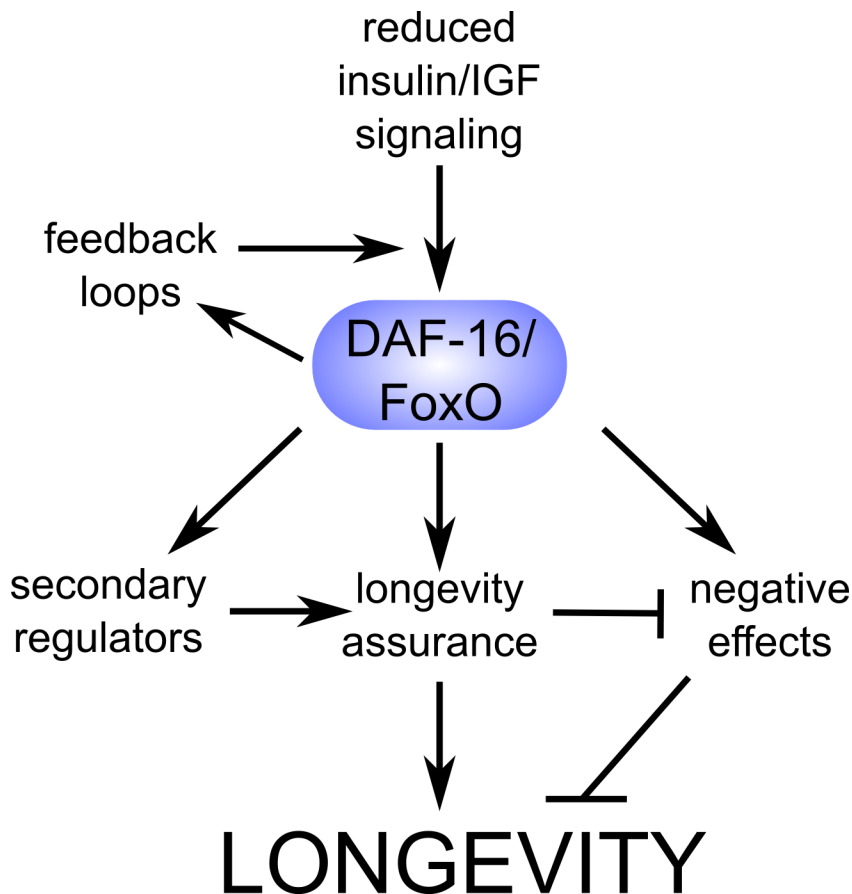 reduced
insulin/IGF
signaling
feedback
loops
DAF-16/
FoxO
secondary
regulators
longevity
assurance
negative
effects
LONGEVITY